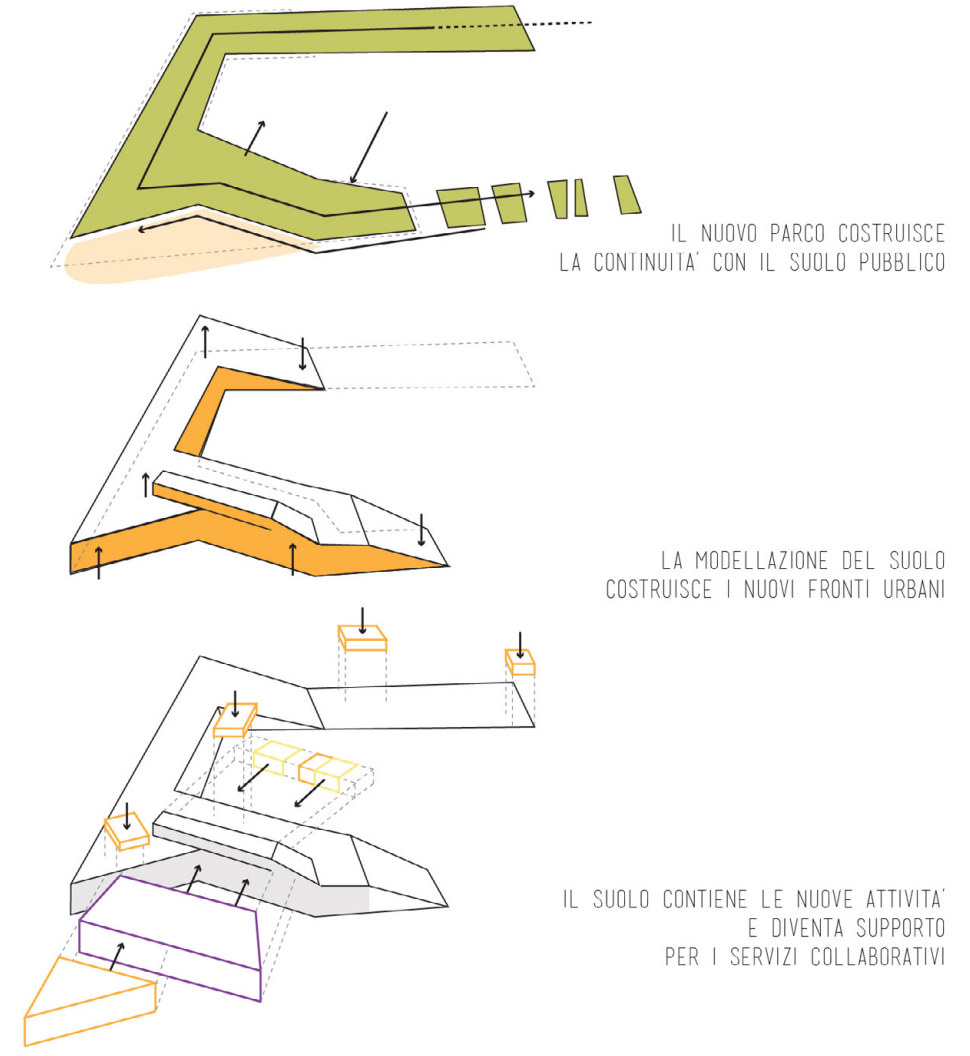 IL NUOVO PARCO COSTRUISCE
LA CONTINUITA' CON IL SUOLO PUBBLICO
LA MODELLAZIONE DEL SUOLO
COSTRUISCE I NUOVI FRONTI URBANI
IL SUOLO CONTIENE LE NUOVE ATTIVITA'
E DIVENTA SUPPORTO
PER I SERVIZI COLLABORATIVI